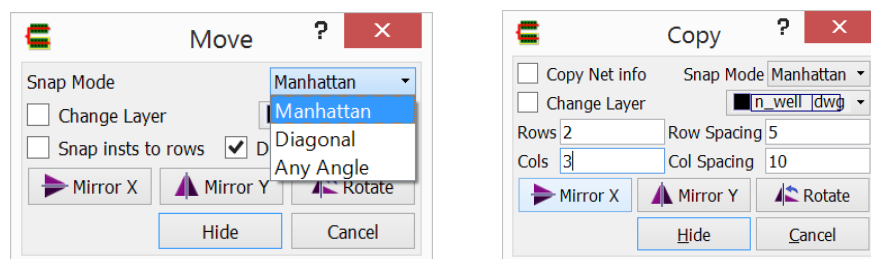 Move ?
Snap Mode Manhattan
Change Layer
Manhattan
Diagonal
Any Angle
Snap insts to rows D
Mirror X Mirror Y Rotate
Hide Cancel
Copy ?
Copy Net info Snap Mode Manhattan
Change Layer n_well dwg
Rows 2 Row Spacing 5
Cols 3 Col Spacing 10
Mirror X Mirror Y Rotate
Hide Cancel